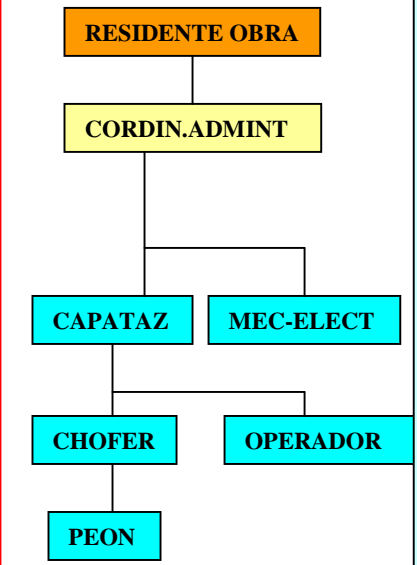 RESIDENTE OBRA
CORDIN.ADMINT
CAPATAZ
MEC-ELECT
CHOFER
OPERADOR
PEON